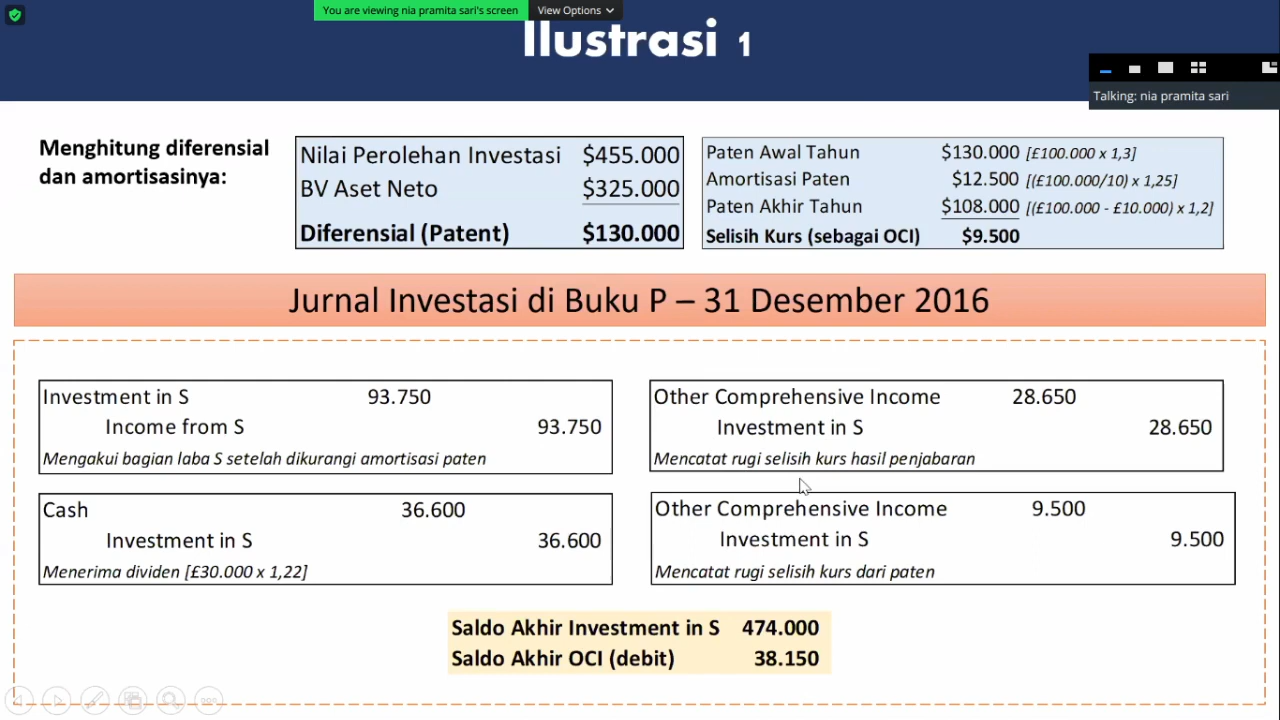 You are viewing nia pramita sari's screen View Options
Ilustrasi 1
Talking: nia pramita sari
Menghitung diferensial
dan amortisasinya:
Nilai Perolehan Investasi $455.000
BV Aset Neto $325.000
Diferensial (Patent) $130.000
Paten Awal Tahun $130.000 [£100.000 x 1,3]
Amortisasi Paten $12.500 [(£100.000/10) x 1,25]
Paten Akhir Tahun $108.000 [(£100.000 - £10.000) x 1,2]
Selisih Kurs (sebagai OCI) $9.500
Jurnal Investasi di Buku P – 31 Desember 2016
Investment in S 93.750
Income from S 93.750
Mengakui bagian laba S setelah dikurangi amortisasi paten
Other Comprehensive Income 28.650
Investment in S 28.650
Mencatat rugi selisih kurs hasil penjabaran
Cash 36.600
Investment in S 36.600
Menerima dividen [£30.000 x 1,22]
Other Comprehensive Income 9.500
Investment in S 9.500
Mencatat rugi selisih kurs dari paten
Saldo Akhir Investment in S 474.000
Saldo Akhir OCI (debit) 38.150